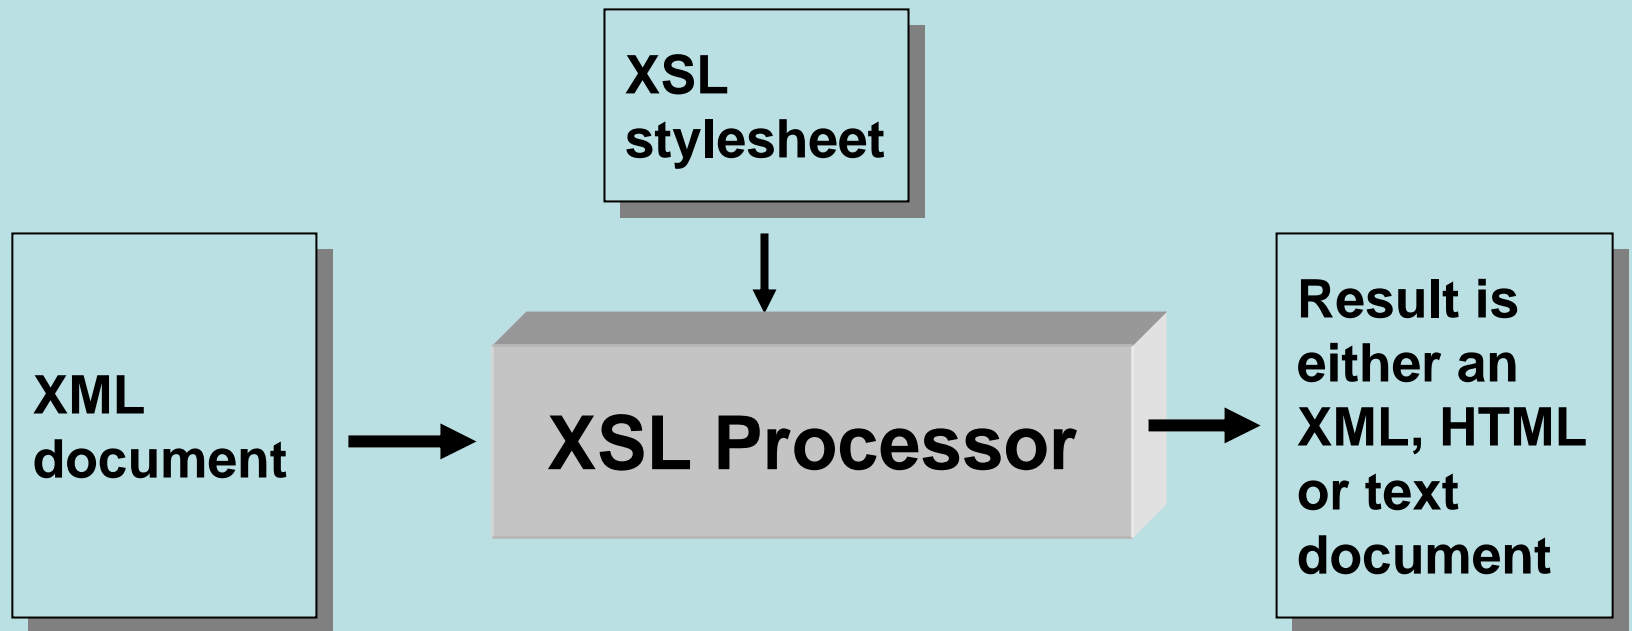 XSL
stylesheet
XML
document
XSL Processor
Result is
either an
XML, HTML
or text
document